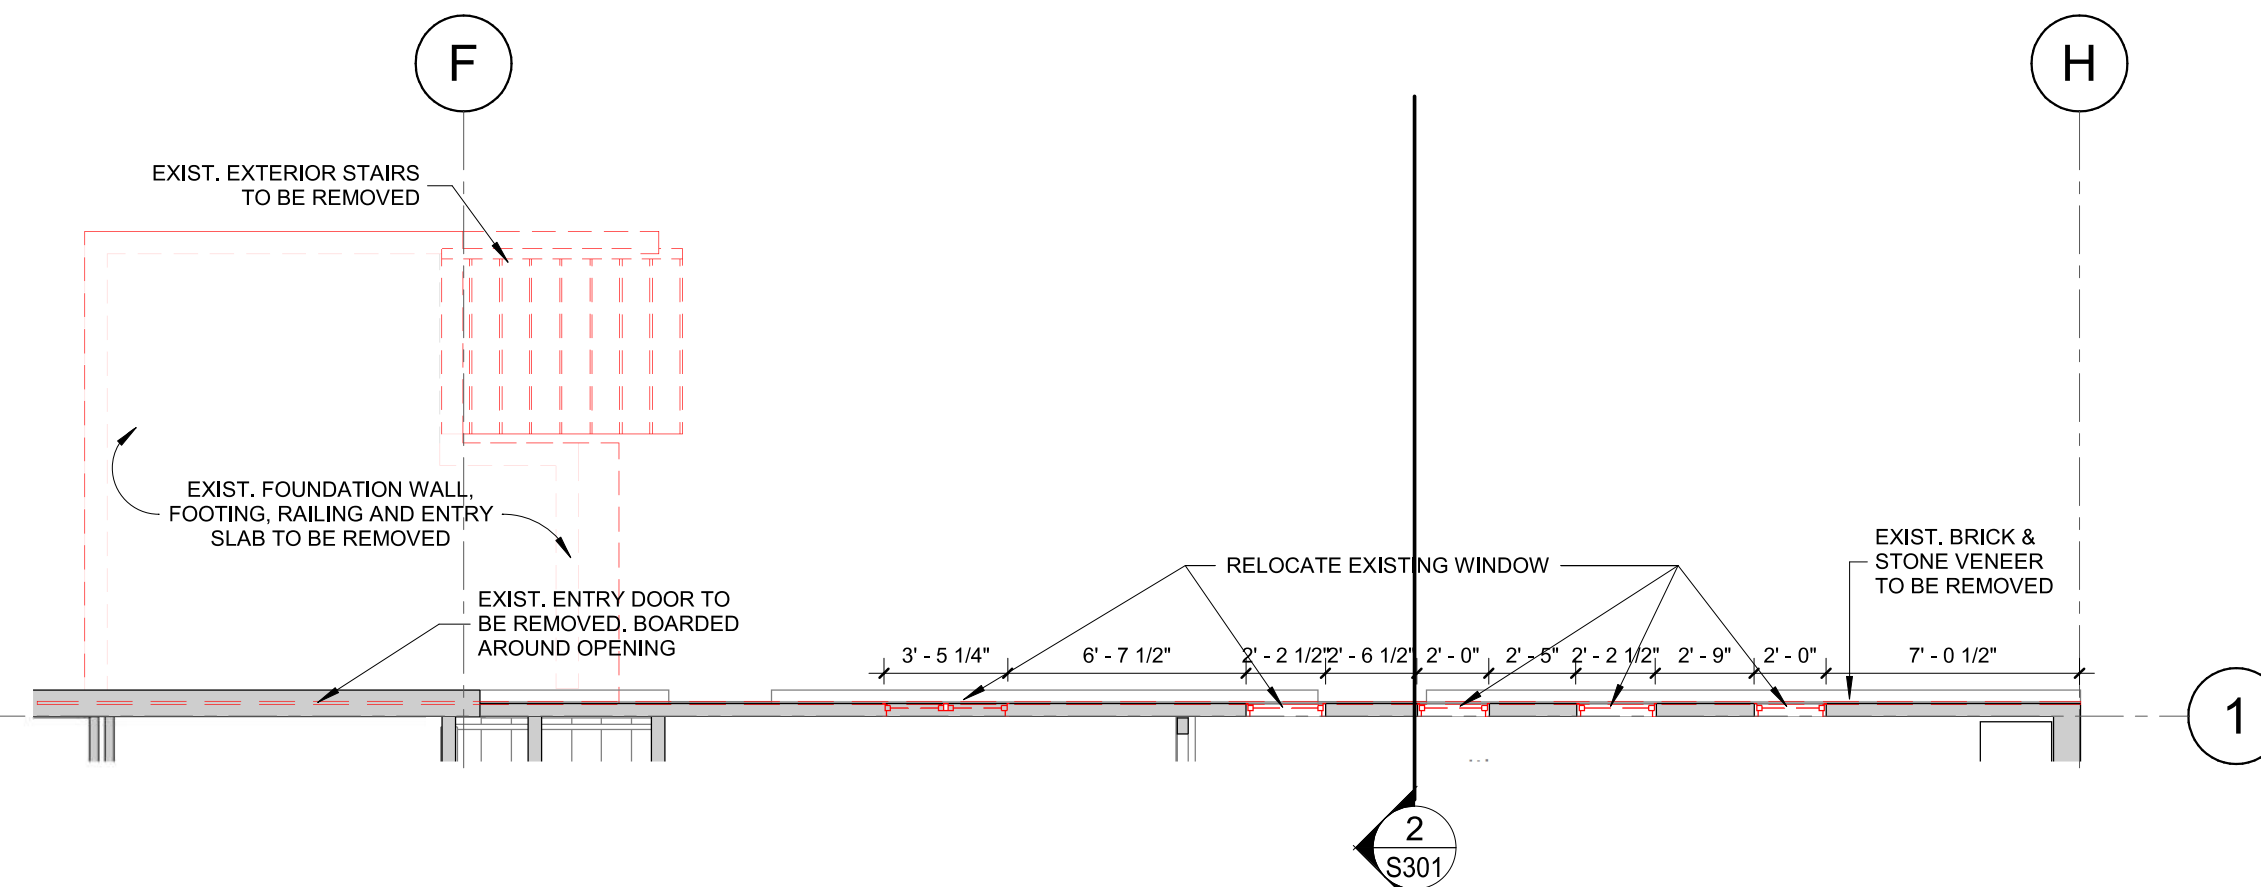 F
H
EXIST. EXTERIOR STAIRS
TO BE REMOVED
EXIST. FOUNDATION WALL,
FOOTING, RAILING AND ENTRY
SLAB TO BE REMOVED
EXIST. ENTRY DOOR TO
BE REMOVED. BOARDED
AROUND OPENING
RELOCATE EXISTING WINDOW
EXIST. BRICK &
STONE VENEER
TO BE REMOVED
3' - 5 1/4" 6' - 7 1/2" 2' - 2 1/2" 2' - 6 1/2" 2' - 0" 2' - 5" 2' - 2 1/2" 2' - 9" 2' - 0" 7' - 0 1/2"
1
2
S301